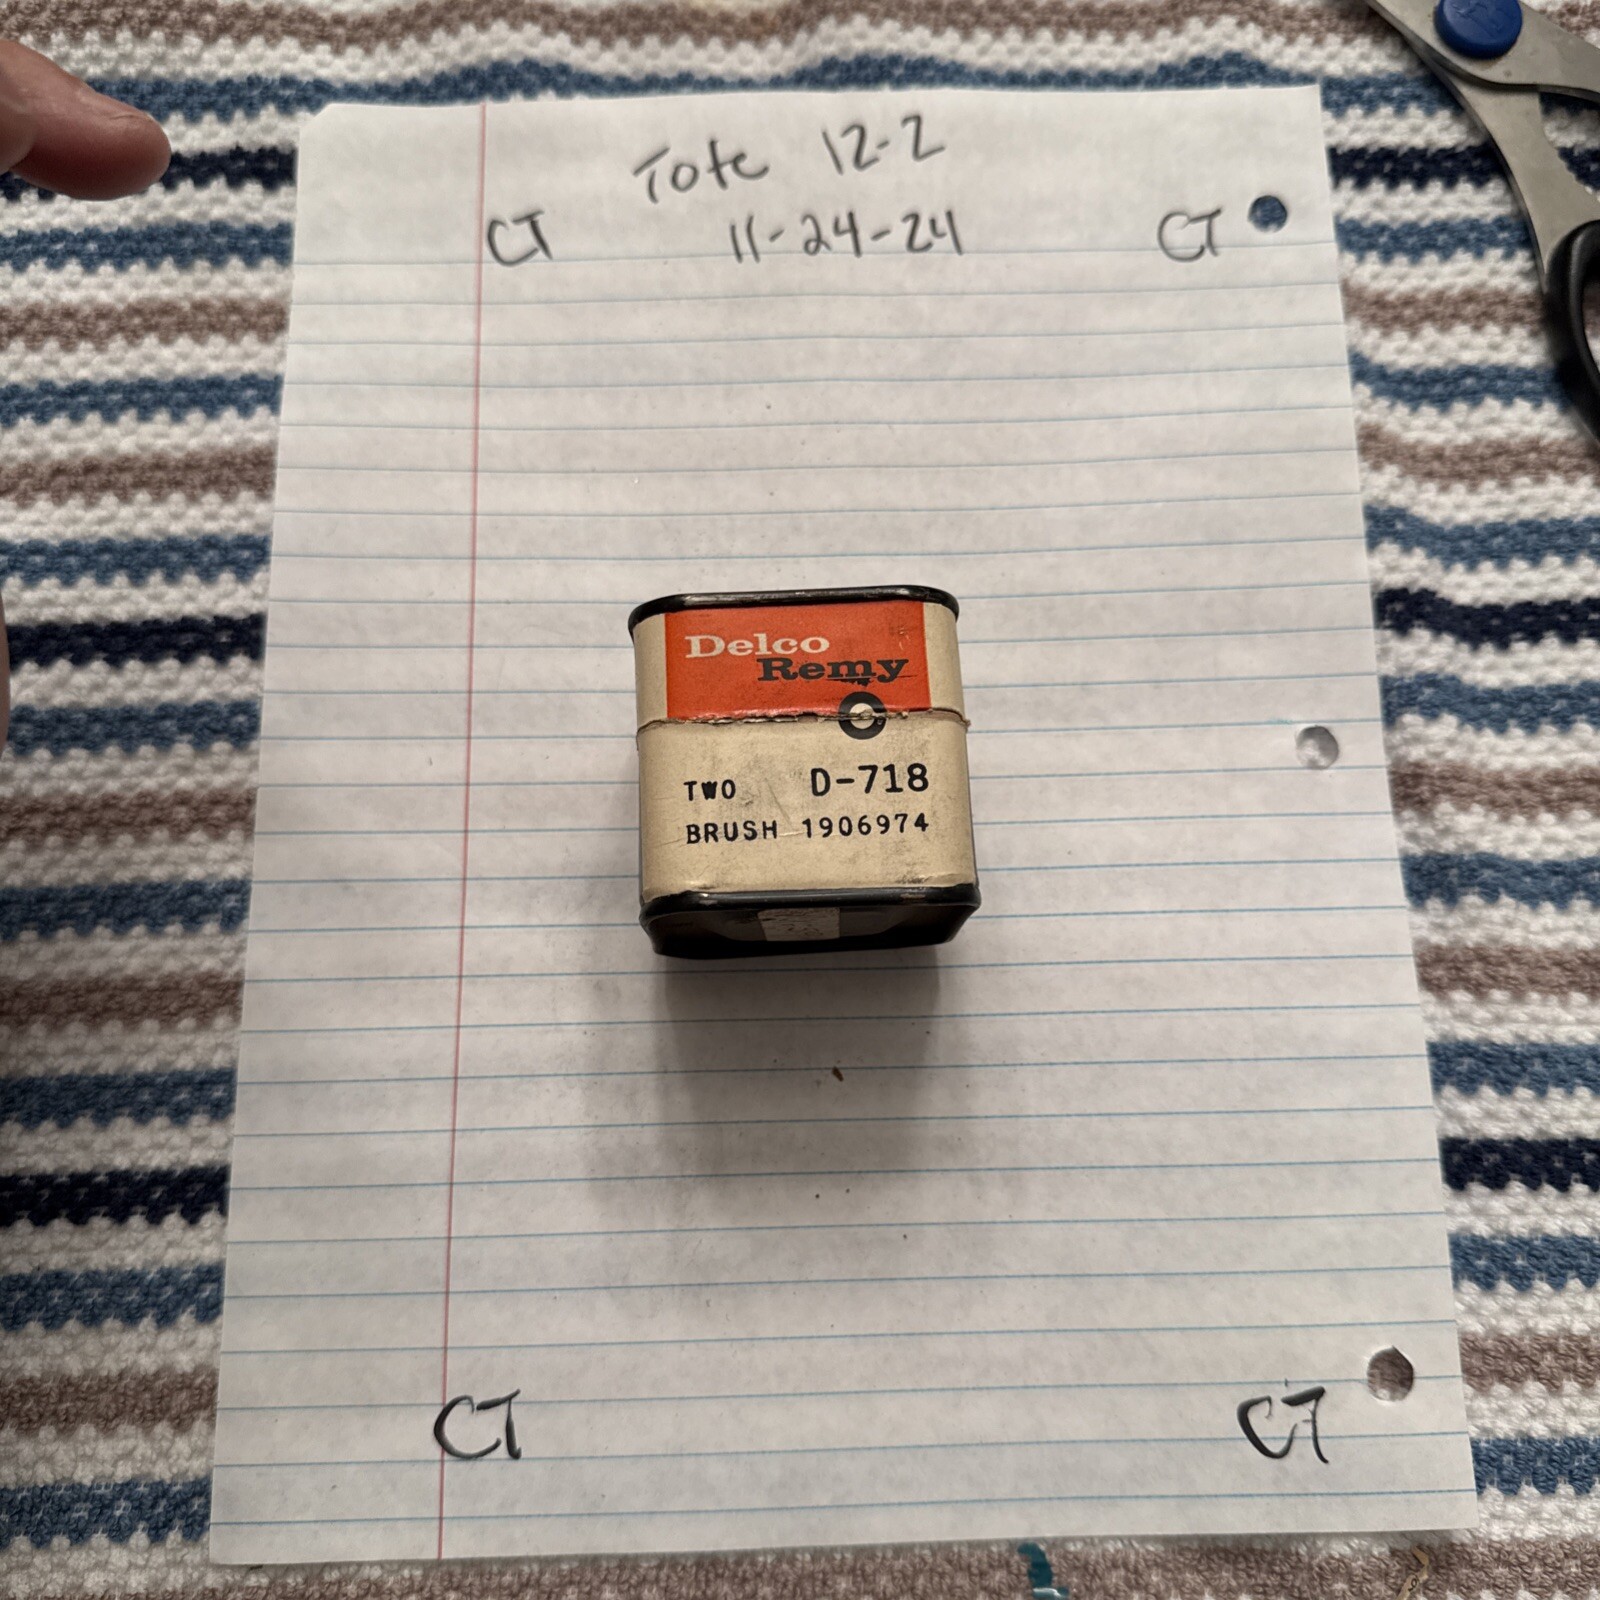 Tote 12-2
CT 11-24-24 CT
Delco
Remy
TWO D-718
BRUSH 1906974
CT CT